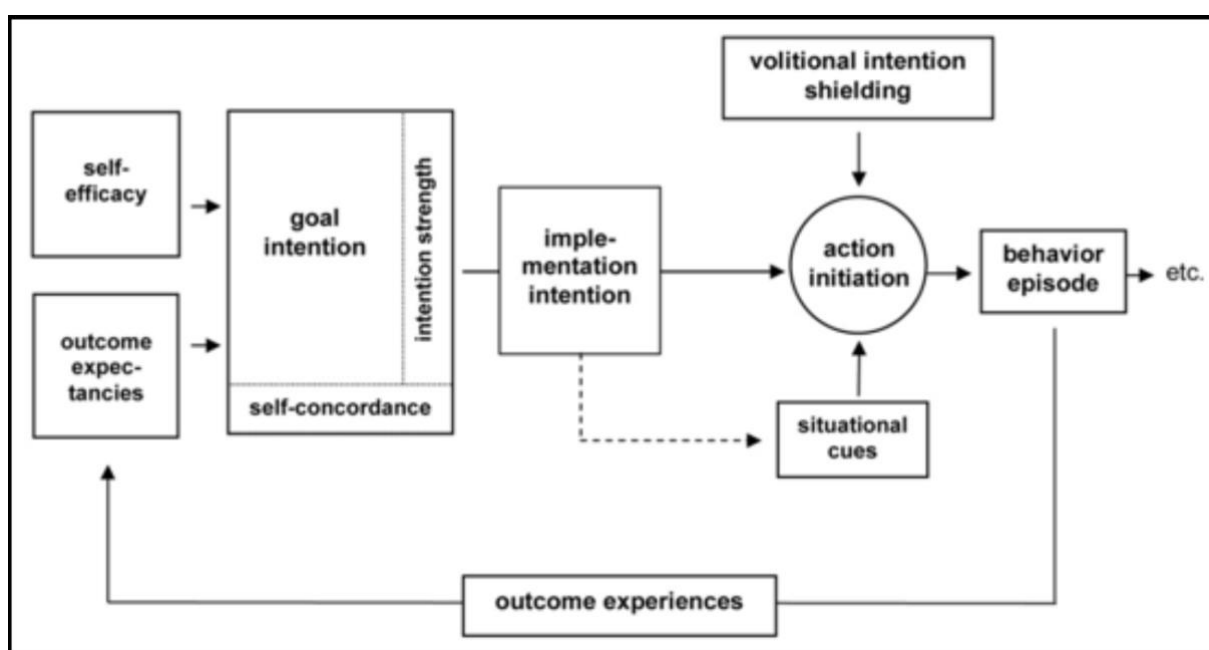 volitional intention
shielding
self-
efficacy
goal
intention
intention strength
imple-
mentation
intention
action
initiation
behavior
episode
etc.
outcome
expec-
tancies
self-concordance
situational
cues
outcome experiences